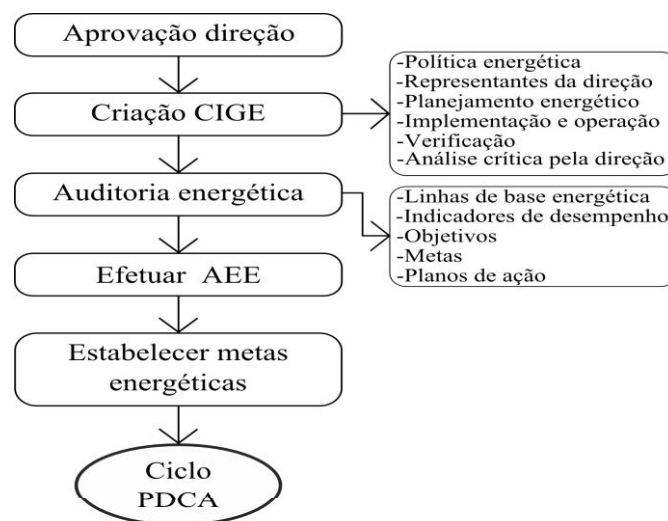 Aprovação direção
Criação CIGE
-Política energética
-Representantes da direção
-Planejamento energético
-Implementação e operação
-Verificação
-Análise crítica pela direção
Auditoria energética
-Linhas de base energética
-Indicadores de desempenho
-Objetivos
-Metas
-Planos de ação
Efetuar AEE
Estabelecer metas
energéticas
Ciclo
PDCA